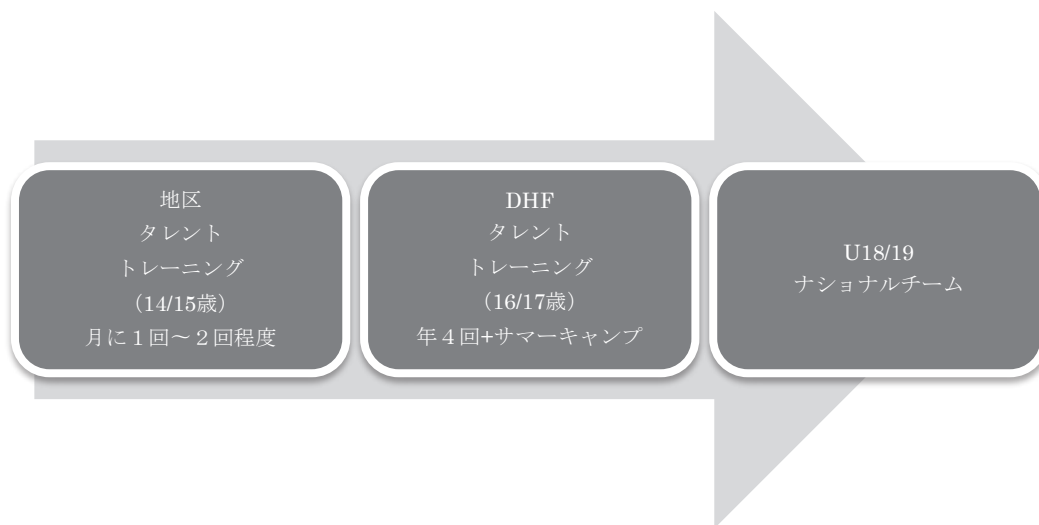 地区
タレント
トレーニング
（14/15歳）
月に１回～２回程度
DHF
タレント
トレーニング
（16/17歳）
年４回+サマーキャンプ
U18/19
ナショナルチーム